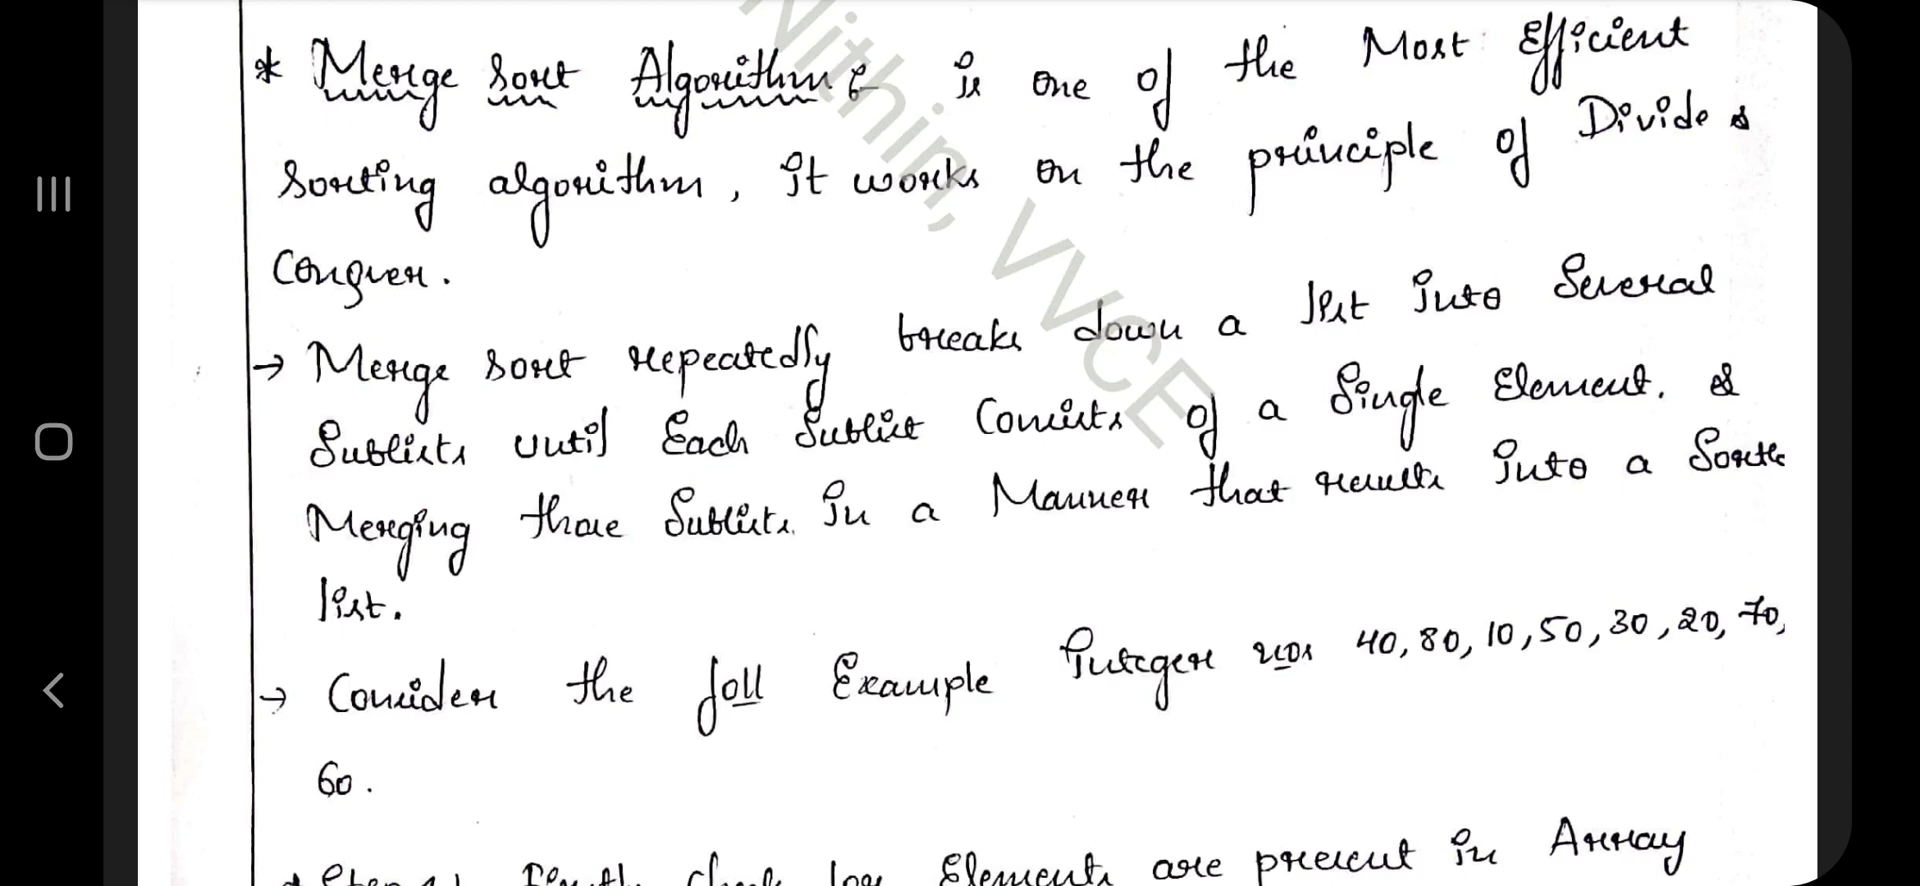 * Merge Sort Algorithm :- is one of the Most Efficient
Sorting algorithm, it works on the principle of Divide &
Conquer.
→ Merge sort repeatedly breaks down a list into Several
Sublists until Each Sublist Consists of a Single Element. &
Merging those Sublists in a Manner that results into a Sorte
list.
→ Consider the foll Example Integer nos 40, 80, 10, 50, 30, 20, 70,
60.
Elements are present in Array
Nithin, VVCE